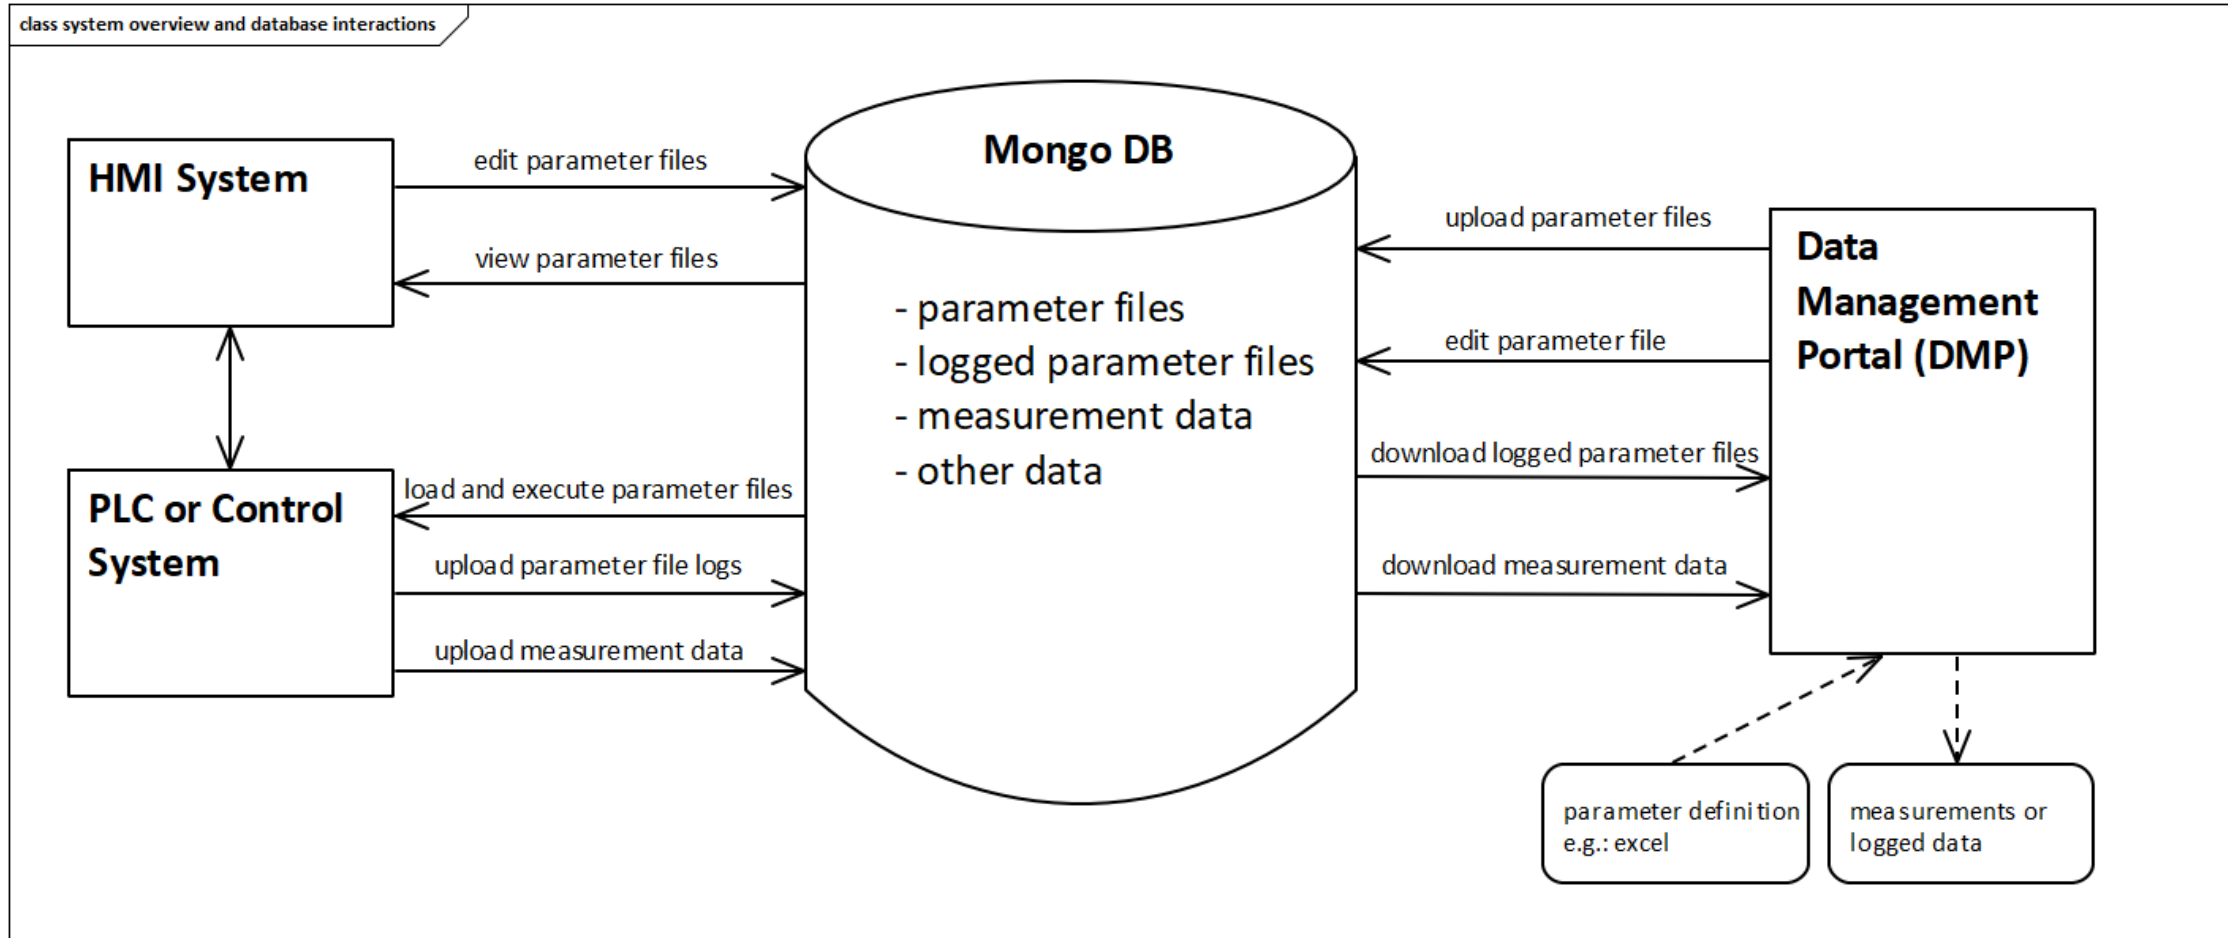 class system overview and database interactions
HMI System
edit parameter files
view parameter files
PLC or Control
System
load and execute parameter files
upload parameter file logs
upload measurement data
Mongo DB
- parameter files
- logged parameter files
- measurement data
- other data
upload parameter files
edit parameter file
download logged parameter files
download measurement data
Data
Management
Portal (DMP)
parameter definition
e.g.: excel
measurements or
logged data